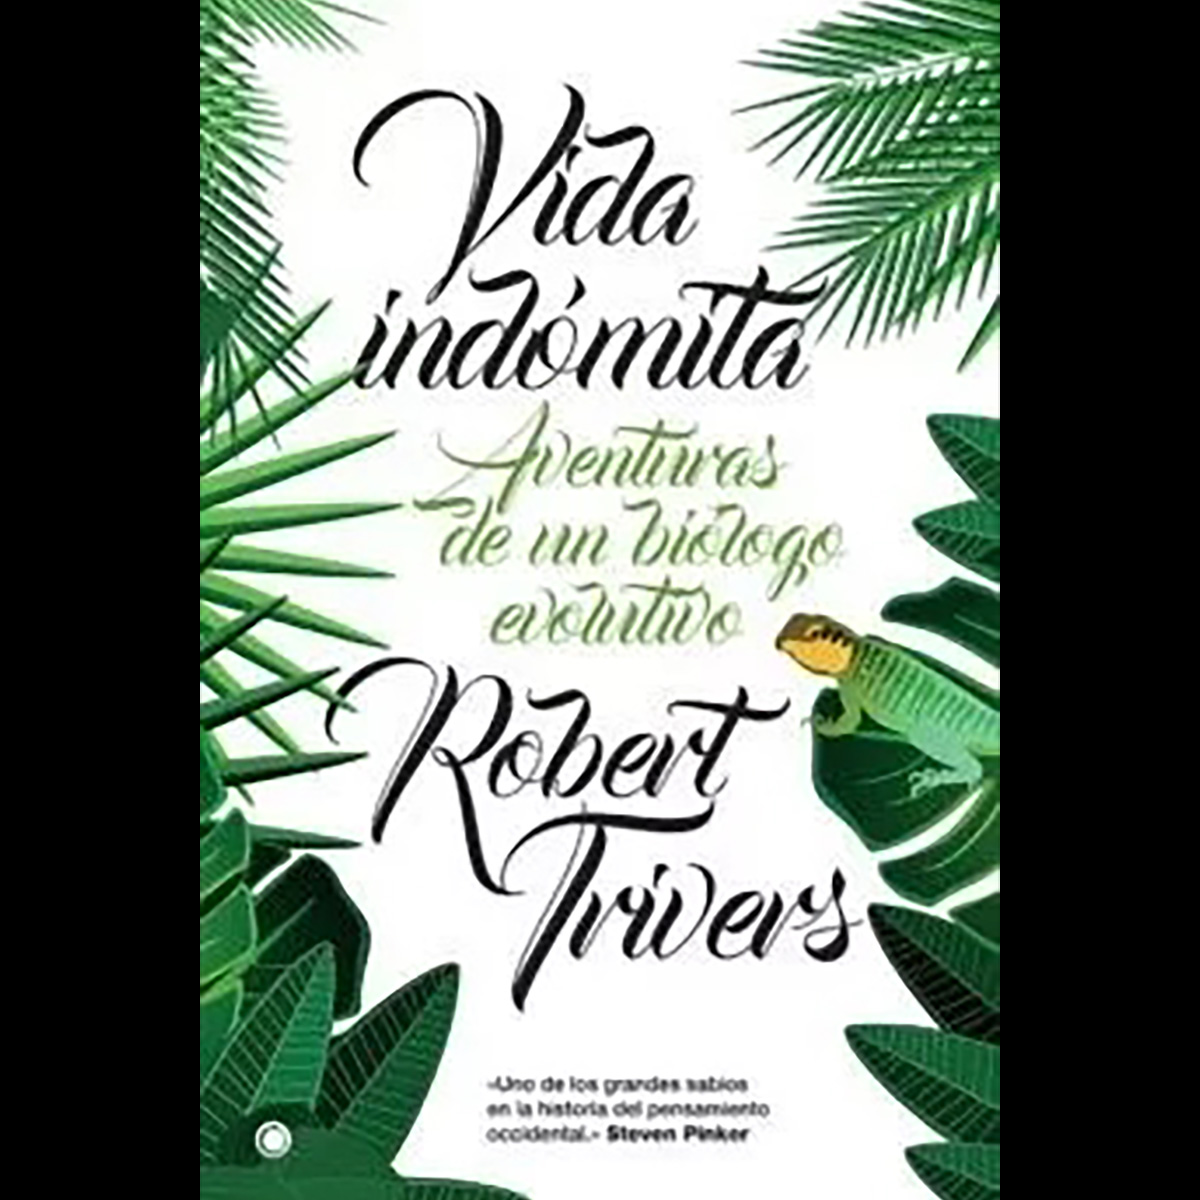 Vida
indómita
Aventuras
de un biólogo
evolutivo
Robert
Trivers
«Uno de los grandes sabios
en la historia del pensamiento
occidental.» Steven Pinker